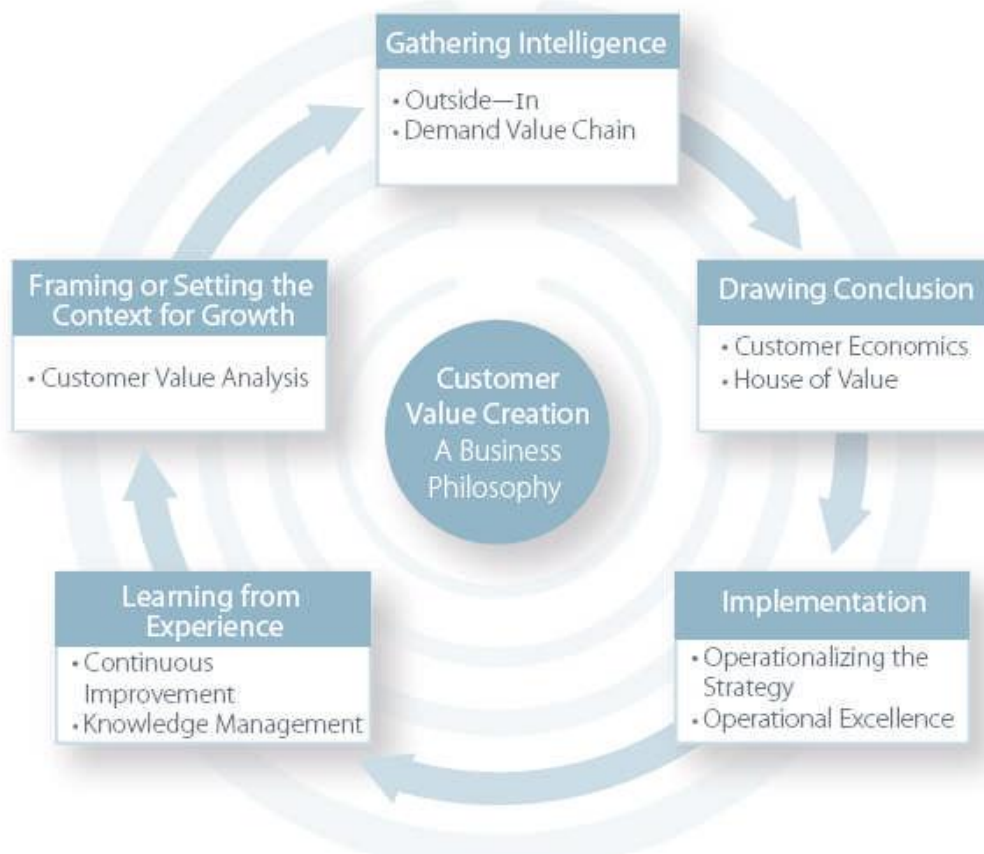 Gathering Intelligence
• Outside—In
• Demand Value Chain
Framing or Setting the
Context for Growth
• Customer Value Analysis
Drawing Conclusion
• Customer Economics
• House of Value
Customer
Value Creation
A Business
Philosophy
Learning from
Experience
• Continuous
Improvement
• Knowledge Management
Implementation
• Operationalizing the
Strategy
• Operational Excellence